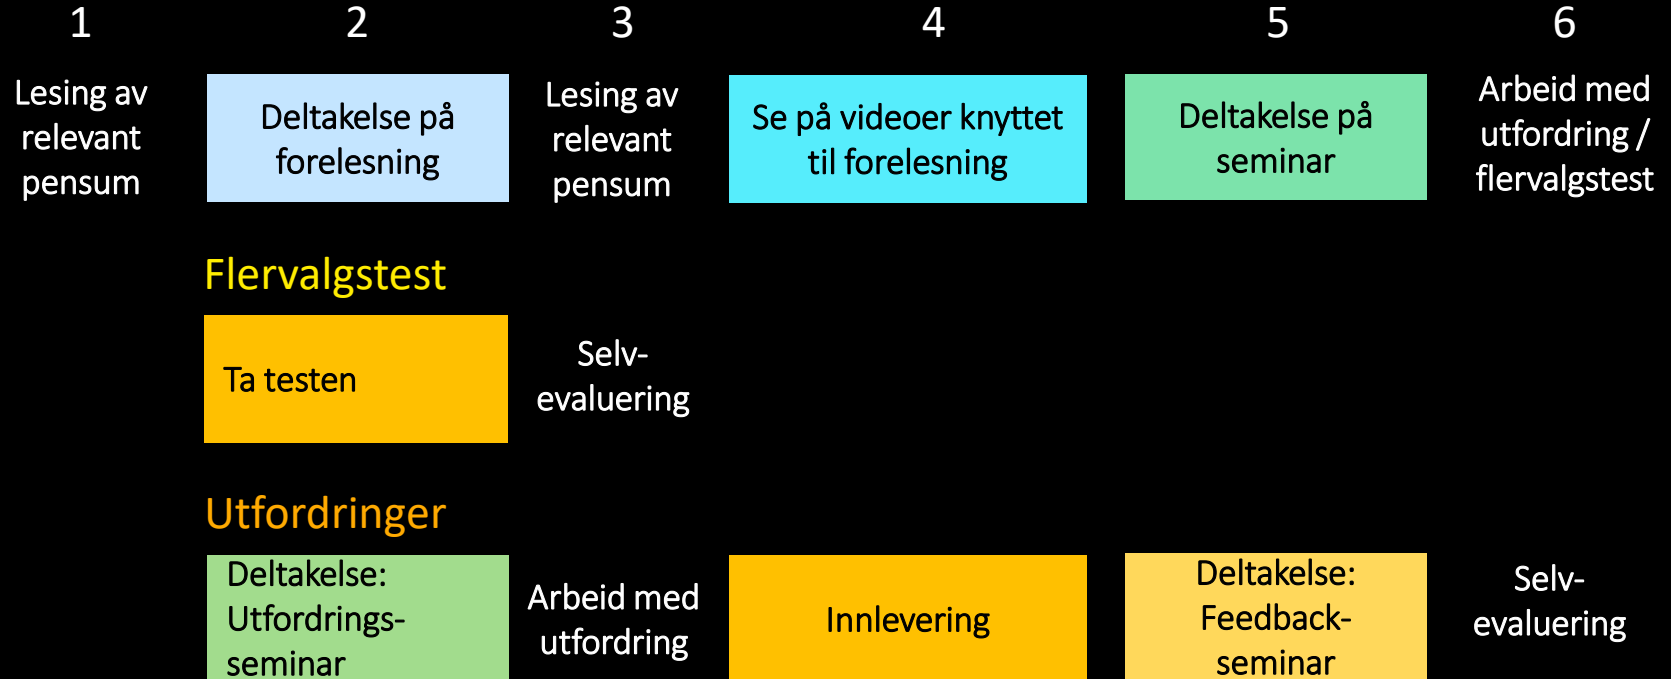 1
2
3
4
5
6
Lesing av
relevant
pensum
Deltakelse på
forelesning
Lesing av
relevant
pensum
Se på videoer knyttet
til forelesning
Deltakelse på
seminar
Arbeid med
utfordring /
flervalgstest
Flervalgstest
Ta testen
Selv-
evaluering
Utfordringer
Deltakelse:
Utfordrings-
seminar
Arbeid med
utfordring
Innlevering
Deltakelse:
Feedback-
seminar
Selv-
evaluering